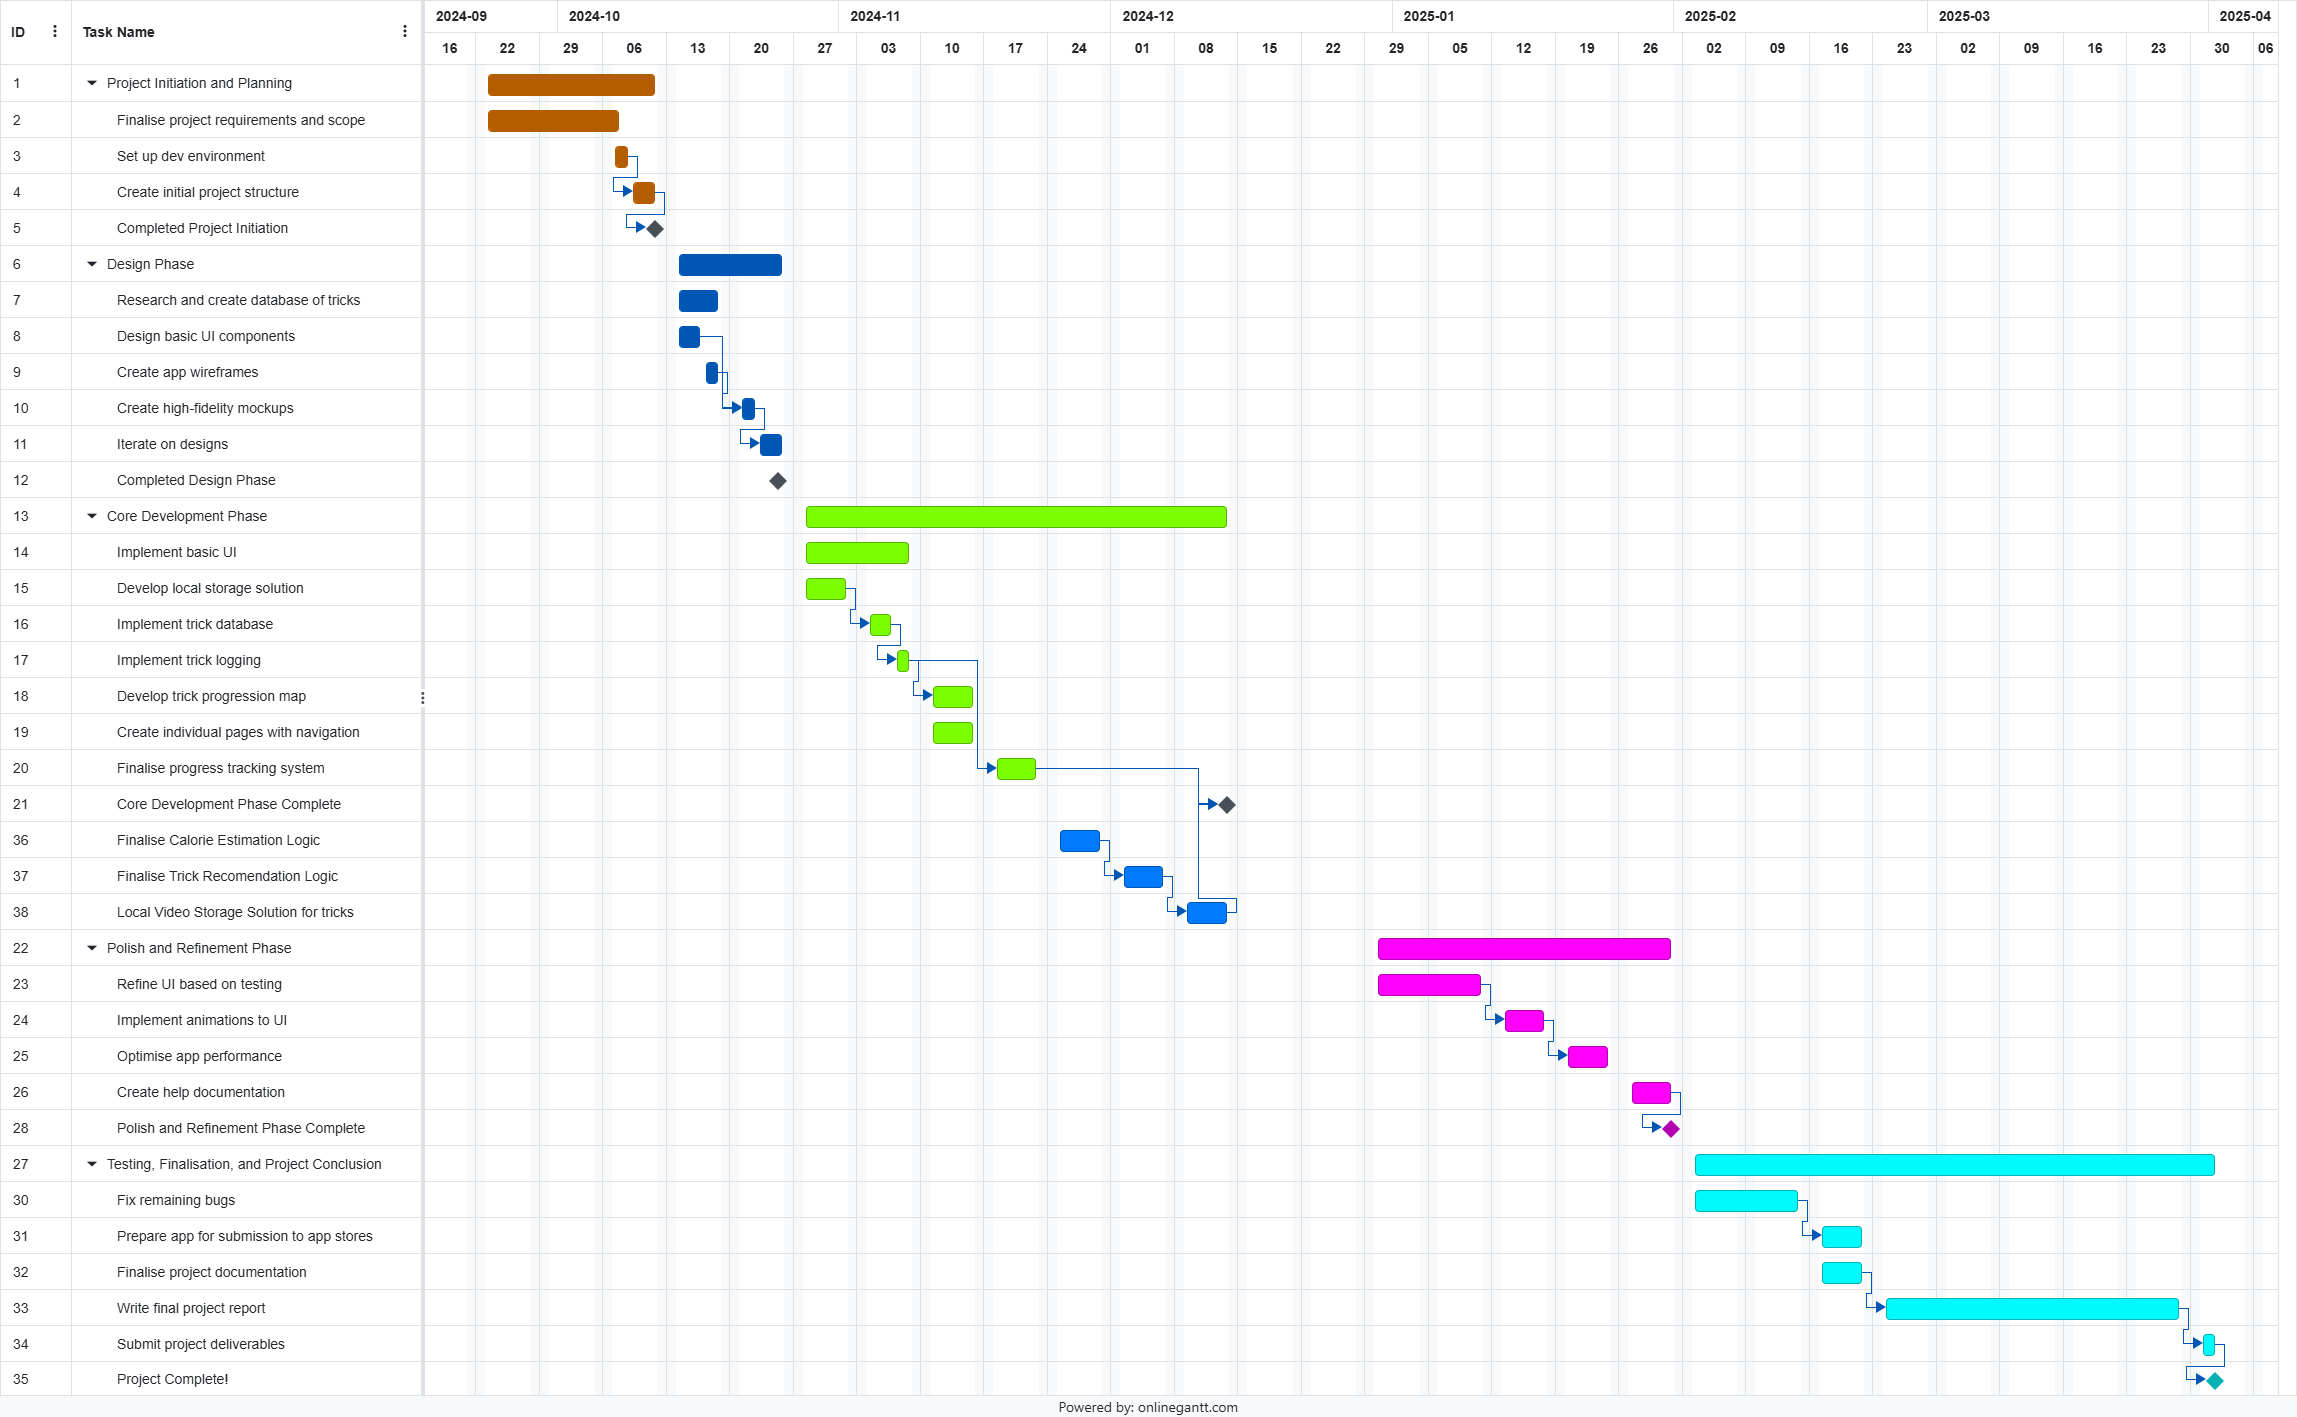 2024-09 2024-10 2024-11 2024-12 2025-01 2025-02 2025-03 2025-04
ID Task Name
16 22 29 06 13 20 27 03 10 17 24 01 08 15 22 29 05 12 19 26 02 09 16 23 02 09 16 23 30 06
1 Project Initiation and Planning
2 Finalise project requirements and scope
3 Set up dev environment
4 Create initial project structure
5 Completed Project Initiation
6 Design Phase
7 Research and create database of tricks
8 Design basic UI components
9 Create app wireframes
10 Create high-fidelity mockups
11 Iterate on designs
12 Completed Design Phase
13 Core Development Phase
14 Implement basic UI
15 Develop local storage solution
16 Implement trick database
17 Implement trick logging
18 Develop trick progression map
19 Create individual pages with navigation
20 Finalise progress tracking system
21 Core Development Phase Complete
36 Finalise Calorie Estimation Logic
37 Finalise Trick Recomendation Logic
38 Local Video Storage Solution for tricks
22 Polish and Refinement Phase
23 Refine UI based on testing
24 Implement animations to UI
25 Optimise app performance
26 Create help documentation
28 Polish and Refinement Phase Complete
27 Testing, Finalisation, and Project Conclusion
30 Fix remaining bugs
31 Prepare app for submission to app stores
32 Finalise project documentation
33 Write final project report
34 Submit project deliverables
35 Project Complete!
Powered by: onlinegantt.com